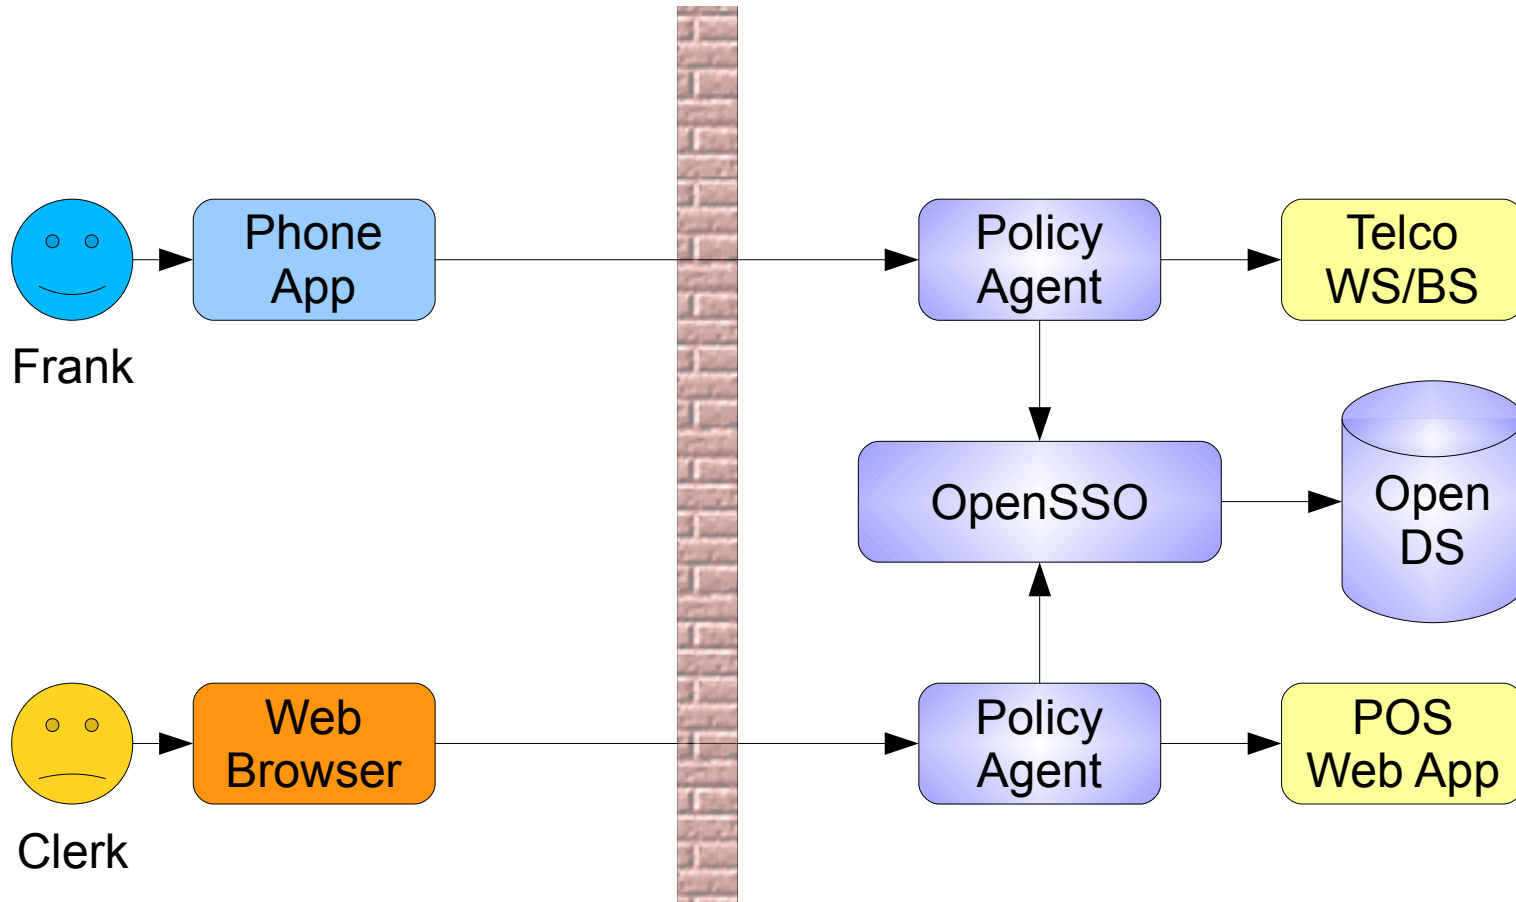 Phone
App
Policy
Agent
Telco
WS/BS
Frank
OpenSSO
Open
DS
Web
Browser
Policy
Agent
POS
Web App
Clerk